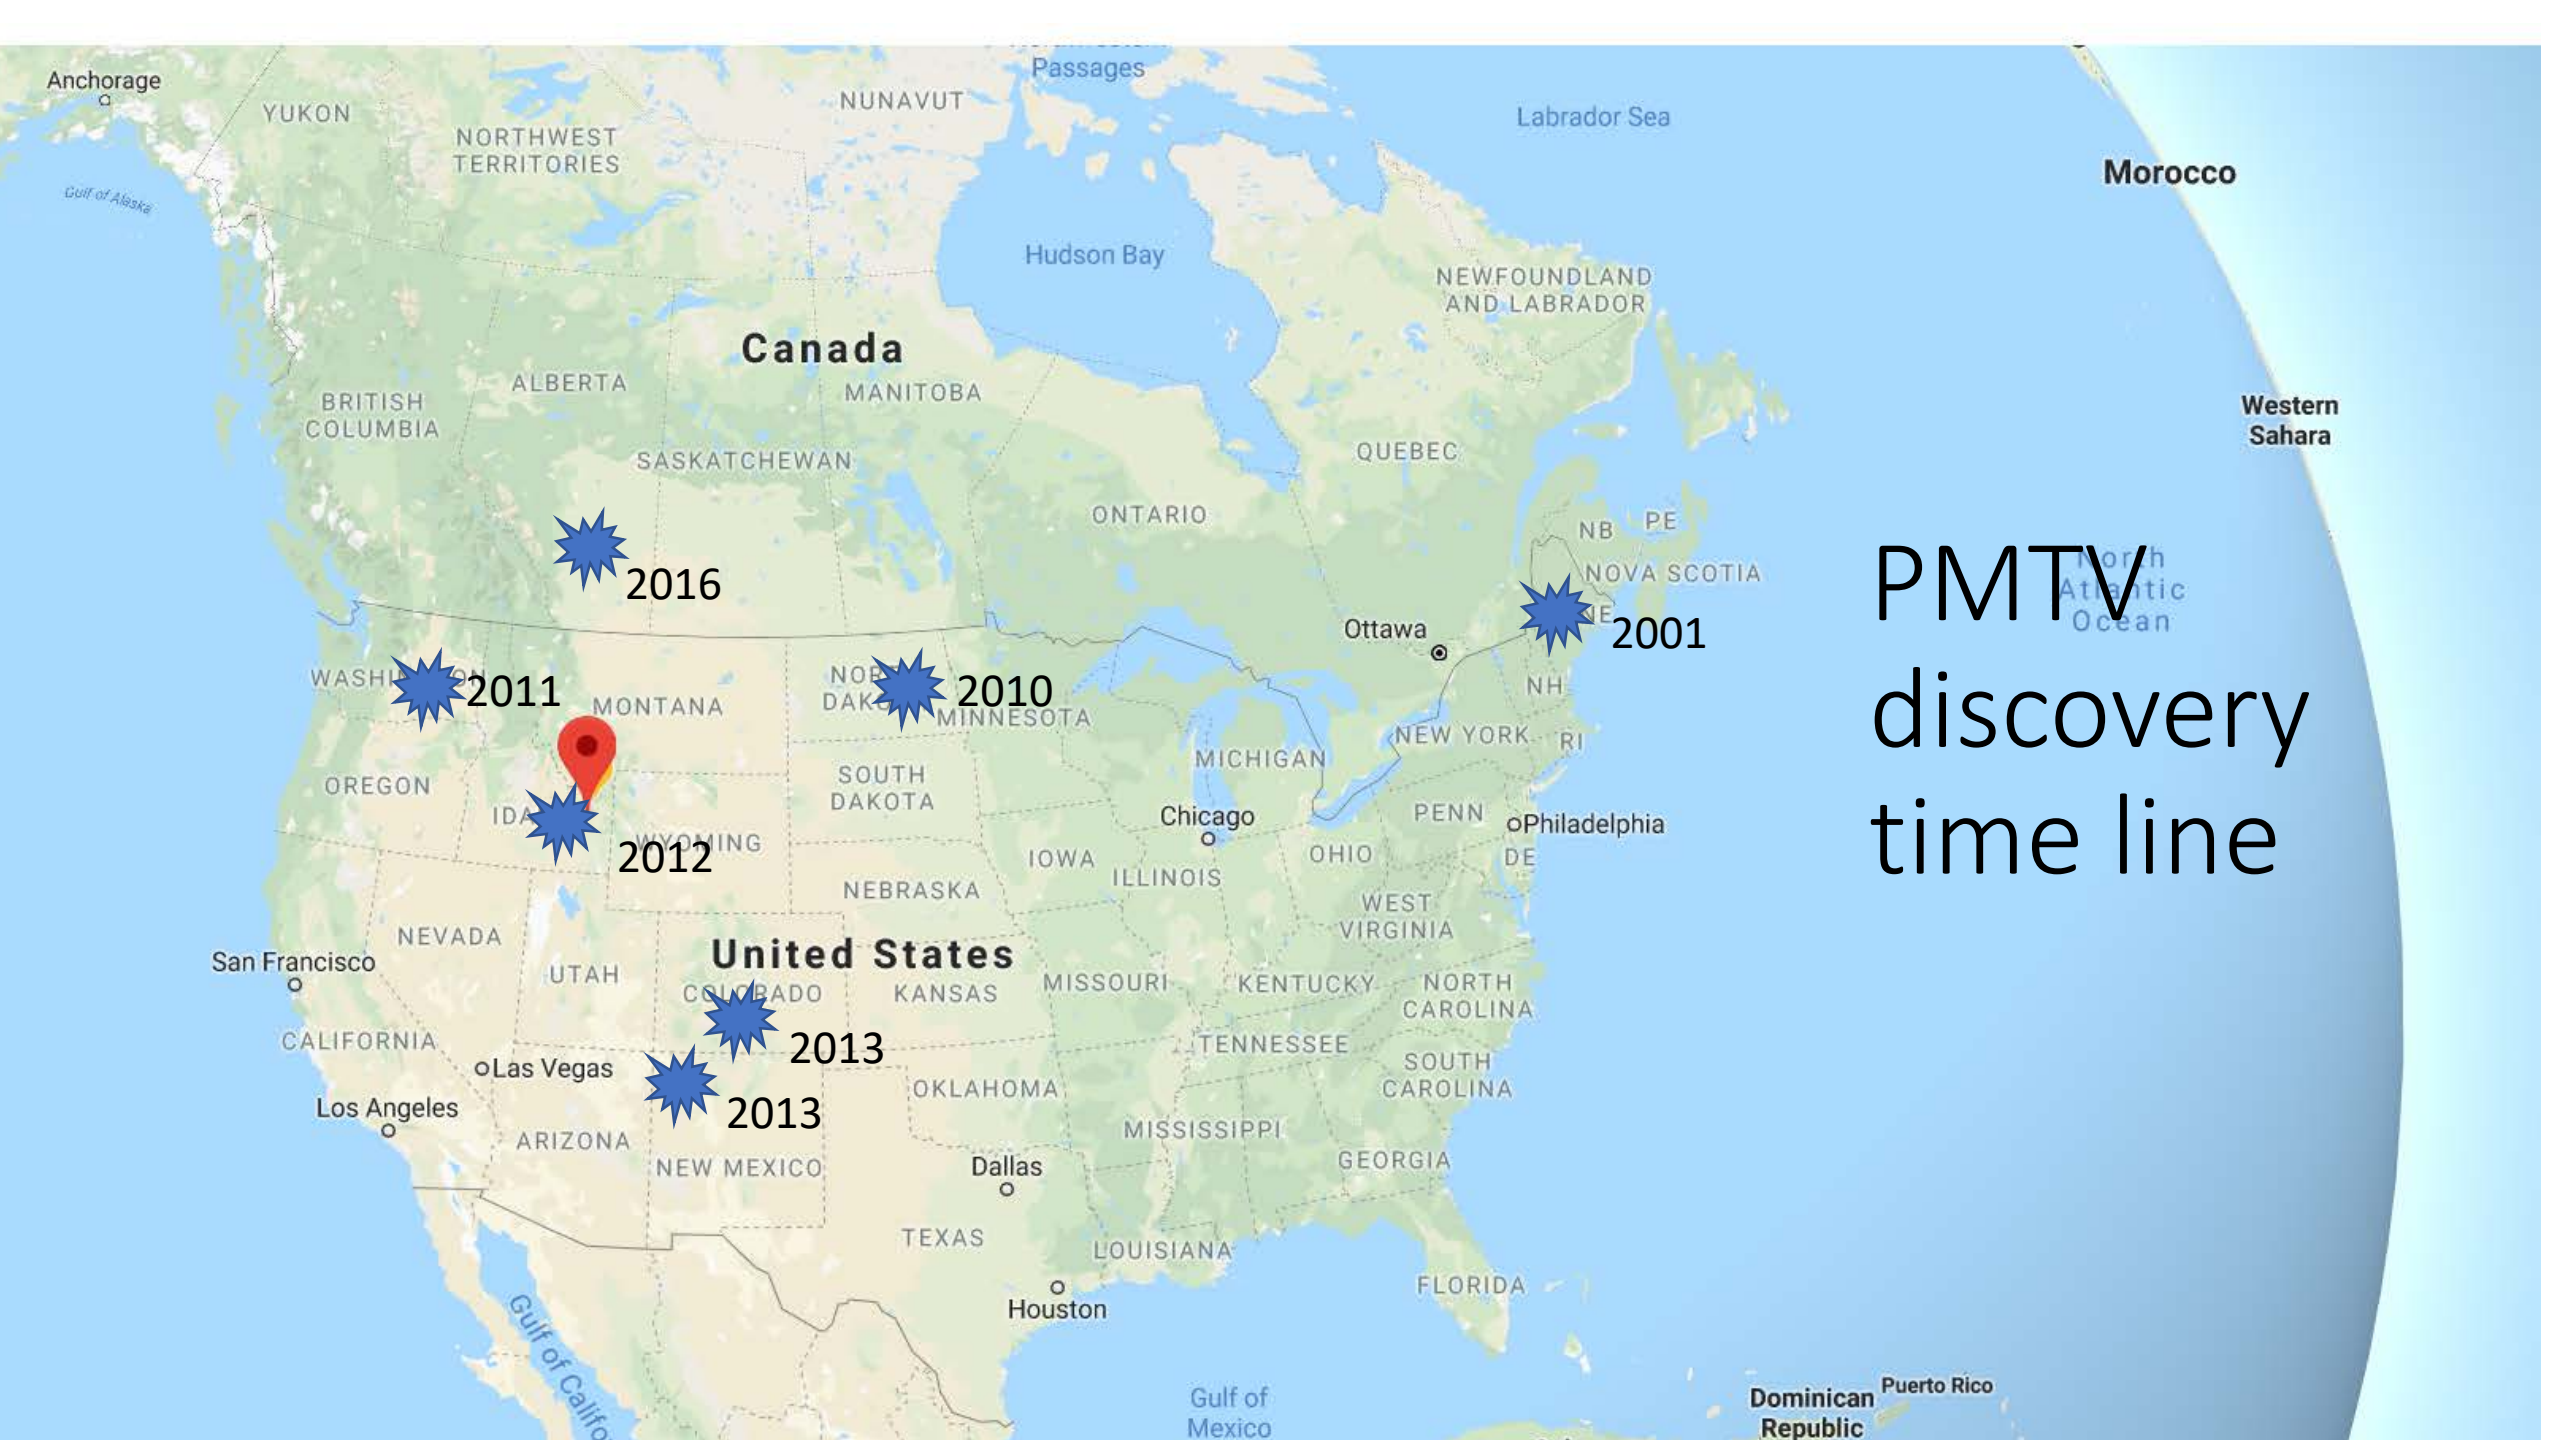 Passages
Anchorage
NUNAVUT
YUKON
Labrador Sea
NORTHWEST
TERRITORIES
Morocco
Gulf of Alaska
Hudson Bay
NEWFOUNDLAND
AND LABRADOR
Canada
ALBERTA
MANITOBA
BRITISH
COLUMBIA
Western
Sahara
QUEBEC
SASKATCHEWAN
ONTARIO
NB
PE
North
Atlantic
Ocean
NOVA SCOTIA
2016
PMTV
discovery
time line
Ottawa
2001
2011
2010
NH
MONTANA
MINNESOTA
NEW YORK
RI
MICHIGAN
OREGON
SOUTH
DAKOTA
PENN
Chicago
Philadelphia
WYOMING
2012
IOWA
OHIO
DE
ILLINOIS
NEBRASKA
WEST
VIRGINIA
NEVADA
United States
San Francisco
UTAH
MISSOURI
KENTUCKY
NORTH
CAROLINA
COLORADO
KANSAS
CALIFORNIA
2013
TENNESSEE
Las Vegas
SOUTH
CAROLINA
OKLAHOMA
Los Angeles
2013
MISSISSIPPI
ARIZONA
NEW MEXICO
Dallas
GEORGIA
TEXAS
LOUISIANA
FLORIDA
Houston
Gulf of
Mexico
Dominican
Republic
Puerto Rico